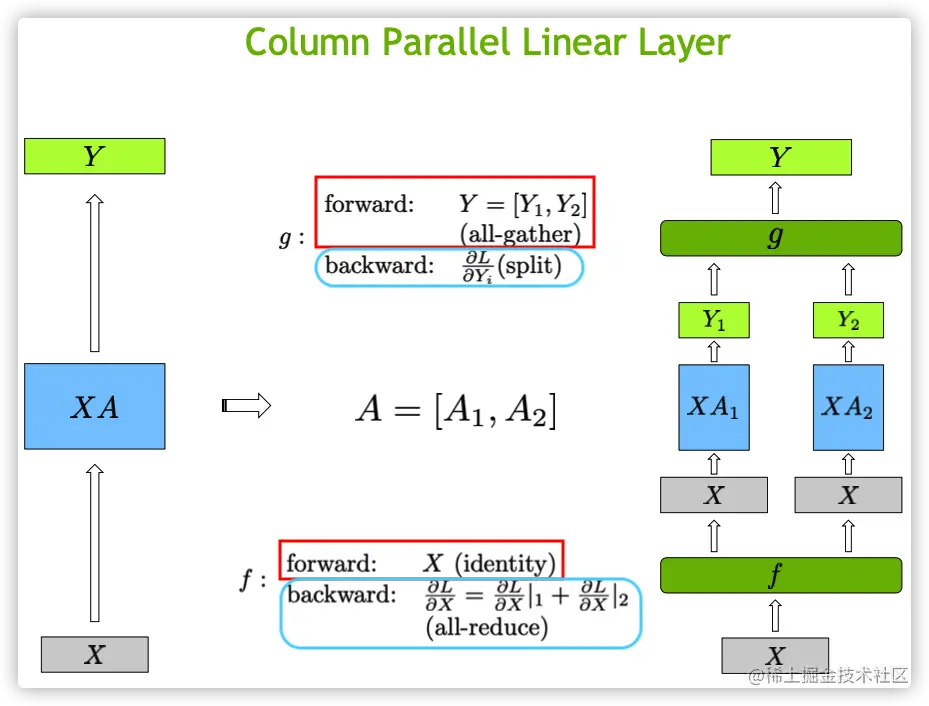 Column Parallel Linear Layer
Y
XA
X
g :
forward: Y = [Y₁, Y₂]
(all-gather)
backward: ∂L/∂Yᵢ (split)
A = [A₁, A₂]
f :
forward: X (identity)
backward: ∂L/∂X = ∂L/∂X|₁ + ∂L/∂X|₂
(all-reduce)
Y
g
Y₁ Y₂
XA₁ XA₂
X X
f
X
@稀土掘金技术社区